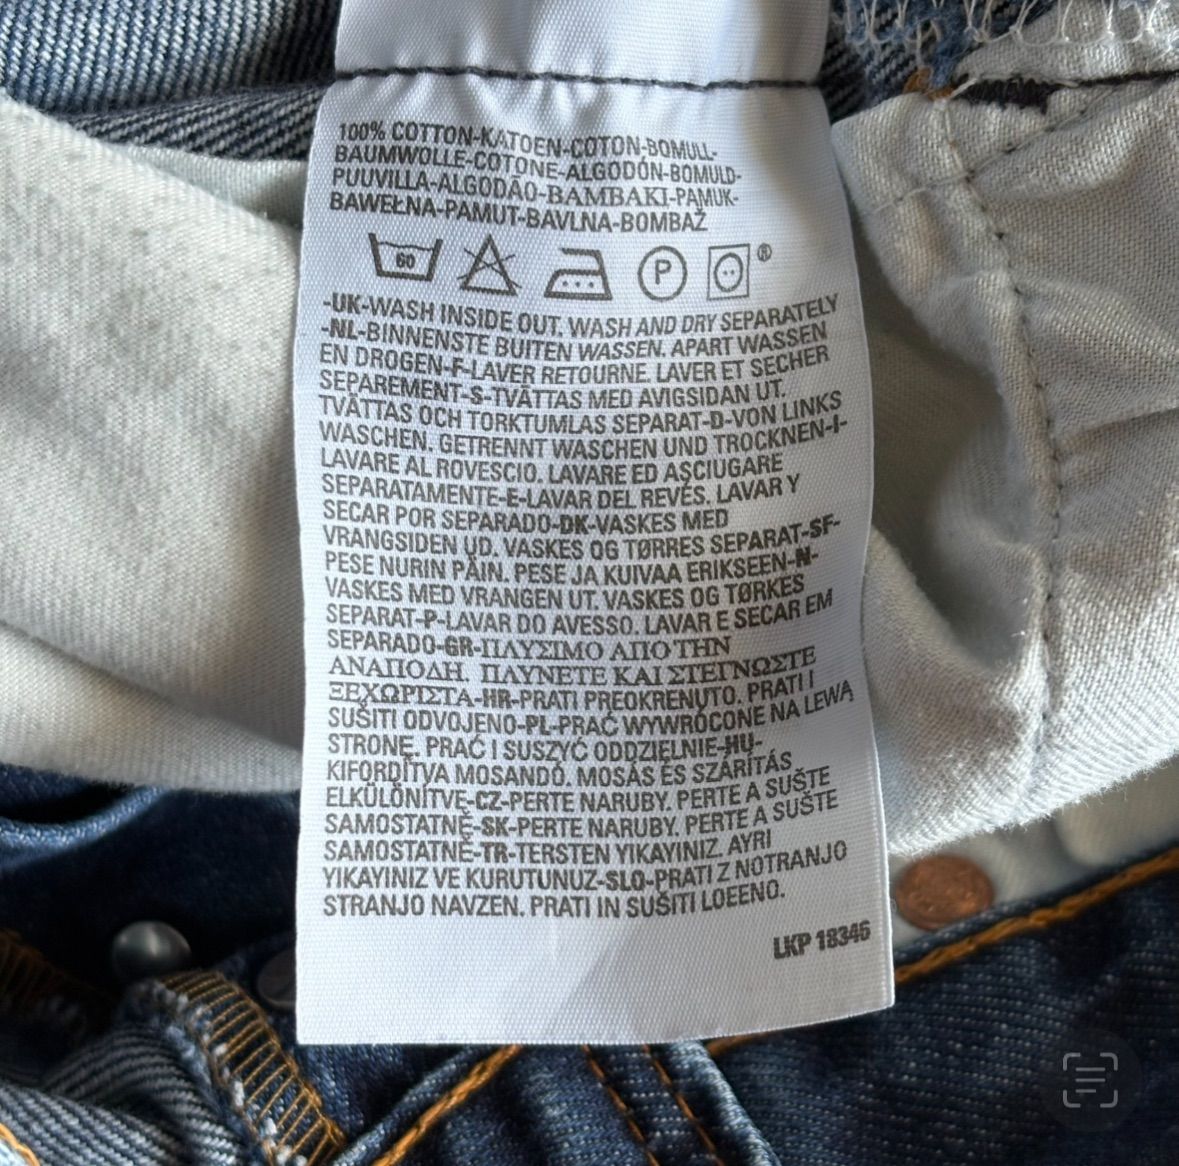 100% COTTON-KATOEN-COTON-BOMULL-
BAUMWOLLE-COTONE-ALGODÓN-BOMULD-
PUUVILLA-ALGODÃO-BAMBAKI-PAMUK-
BAWEŁNA-PAMUT-BAVLNA-BOMBAŽ
60 P ®
-UK-WASH INSIDE OUT. WASH AND DRY SEPARATELY
-NL-BINNENSTE BUITEN WASSEN. APART WASSEN
EN DROGEN-F-LAVER RETOURNE. LAVER ET SECHER
SEPAREMENT-S-TVÄTTAS MED AVIGSIDAN UT.
TVÄTTAS OCH TORKTUMLAS SEPARAT-D-VON LINKS
WASCHEN. GETRENNT WASCHEN UND TROCKNEN-I-
LAVARE AL ROVESCIO. LAVARE ED ASCIUGARE
SEPARATAMENTE-E-LAVAR DEL REVÉS. LAVAR Y
SECAR POR SEPARADO-DK-VASKES MED
VRANGSIDEN UD. VASKES OG TØRRES SEPARAT-SF-
PESE NURIN PÄIN. PESE JA KUIVAA ERIKSEEN-N-
VASKES MED VRANGEN UT. VASKES OG TØRKES
SEPARAT-P-LAVAR DO AVESSO. LAVAR E SECAR EM
SEPARADO-GR-ΠΛΥΣΙΜΟ ΑΠΟ ΤΗΝ
ΑΝΑΠΟΔΗ. ΠΛΥΝΕΤΕ ΚΑΙ ΣΤΕΓΝΩΣΤΕ
ΞΕΧΩΡΙΣΤΑ-HR-PRATI PREOKRENUTO. PRATI I
SUŠITI ODVOJENO-PL-PRAĆ WYWRÓCONE NA LEWĄ
STRONĘ. PRAĆ I SUSZYĆ ODDZIELNIE-HU-
KIFORDÍTVA MOSANDÓ. MOSÁS ÉS SZÁRÍTÁS
ELKÜLÖNÍTVE-CZ-PERTE NARUBY. PERTE A SUŠTE
SAMOSTATNĚ-SK-PERTE NARUBY. PERTE A SUŠTE
SAMOSTATNE-TR-TERSTEN YIKAYINIZ. AYRI
YIKAYINIZ VE KURUTUNUZ-SLO-PRATI Z NOTRANJO
STRANJO NAVZEN. PRATI IN SUŠITI LOEENO.
LKP 18346